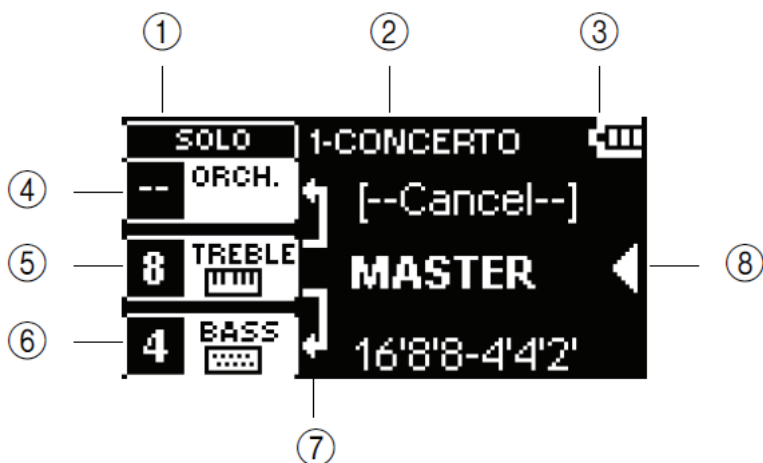 ① ② ③
SOLO 1-CONCERTO
④ -- ORCH. [--Cancel--]
⑤ 8 TREBLE MASTER ⑧
⑥ 4 BASS 16'8'8-4'4'2'
⑦